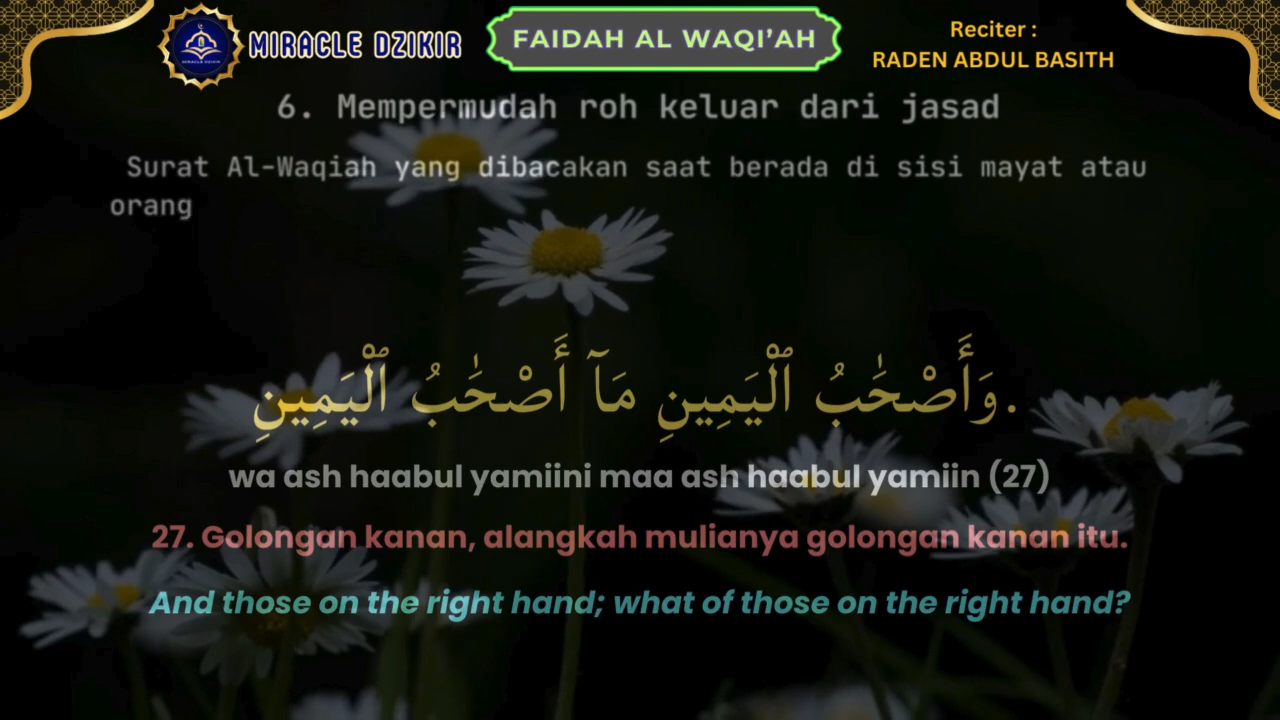 MIRACLE DZIKIR
FAIDAH AL WAQI'AH
Reciter :
RADEN ABDUL BASITH
6. Mempermudah roh keluar dari jasad
Surat Al-Waqiah yang dibacakan saat berada di sisi mayat atau
orang
وَأَصْحَٰبُ ٱلْيَمِينِ مَآ أَصْحَٰبُ ٱلْيَمِينِ.
wa ash haabul yamiini maa ash haabul yamiin (27)
27. Golongan kanan, alangkah mulianya golongan kanan itu.
And those on the right hand; what of those on the right hand?